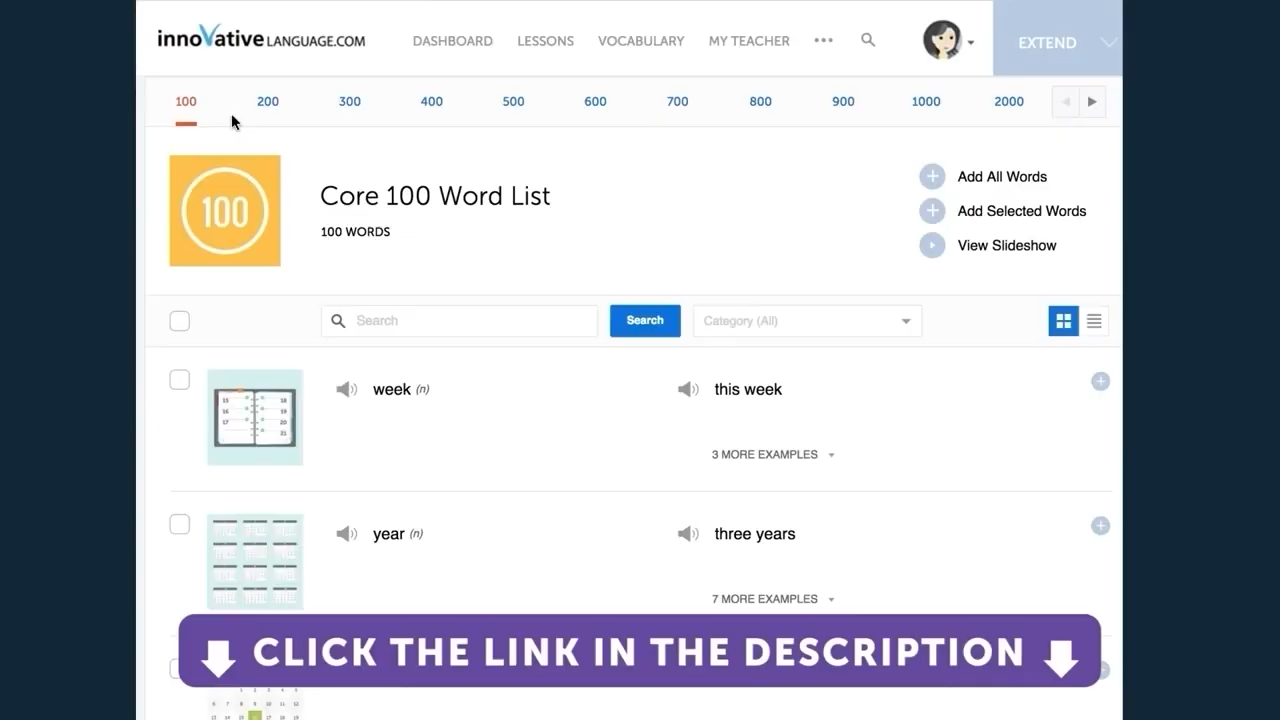 innoVative LANGUAGE.COM
DASHBOARD LESSONS VOCABULARY MY TEACHER EXTEND
100 200 300 400 500 600 700 800 900 1000 2000
100
Core 100 Word List
100 WORDS
Add All Words
Add Selected Words
View Slideshow
Search Search Category (All)
week (n) this week
3 MORE EXAMPLES
year (n) three years
7 MORE EXAMPLES
CLICK THE LINK IN THE DESCRIPTION